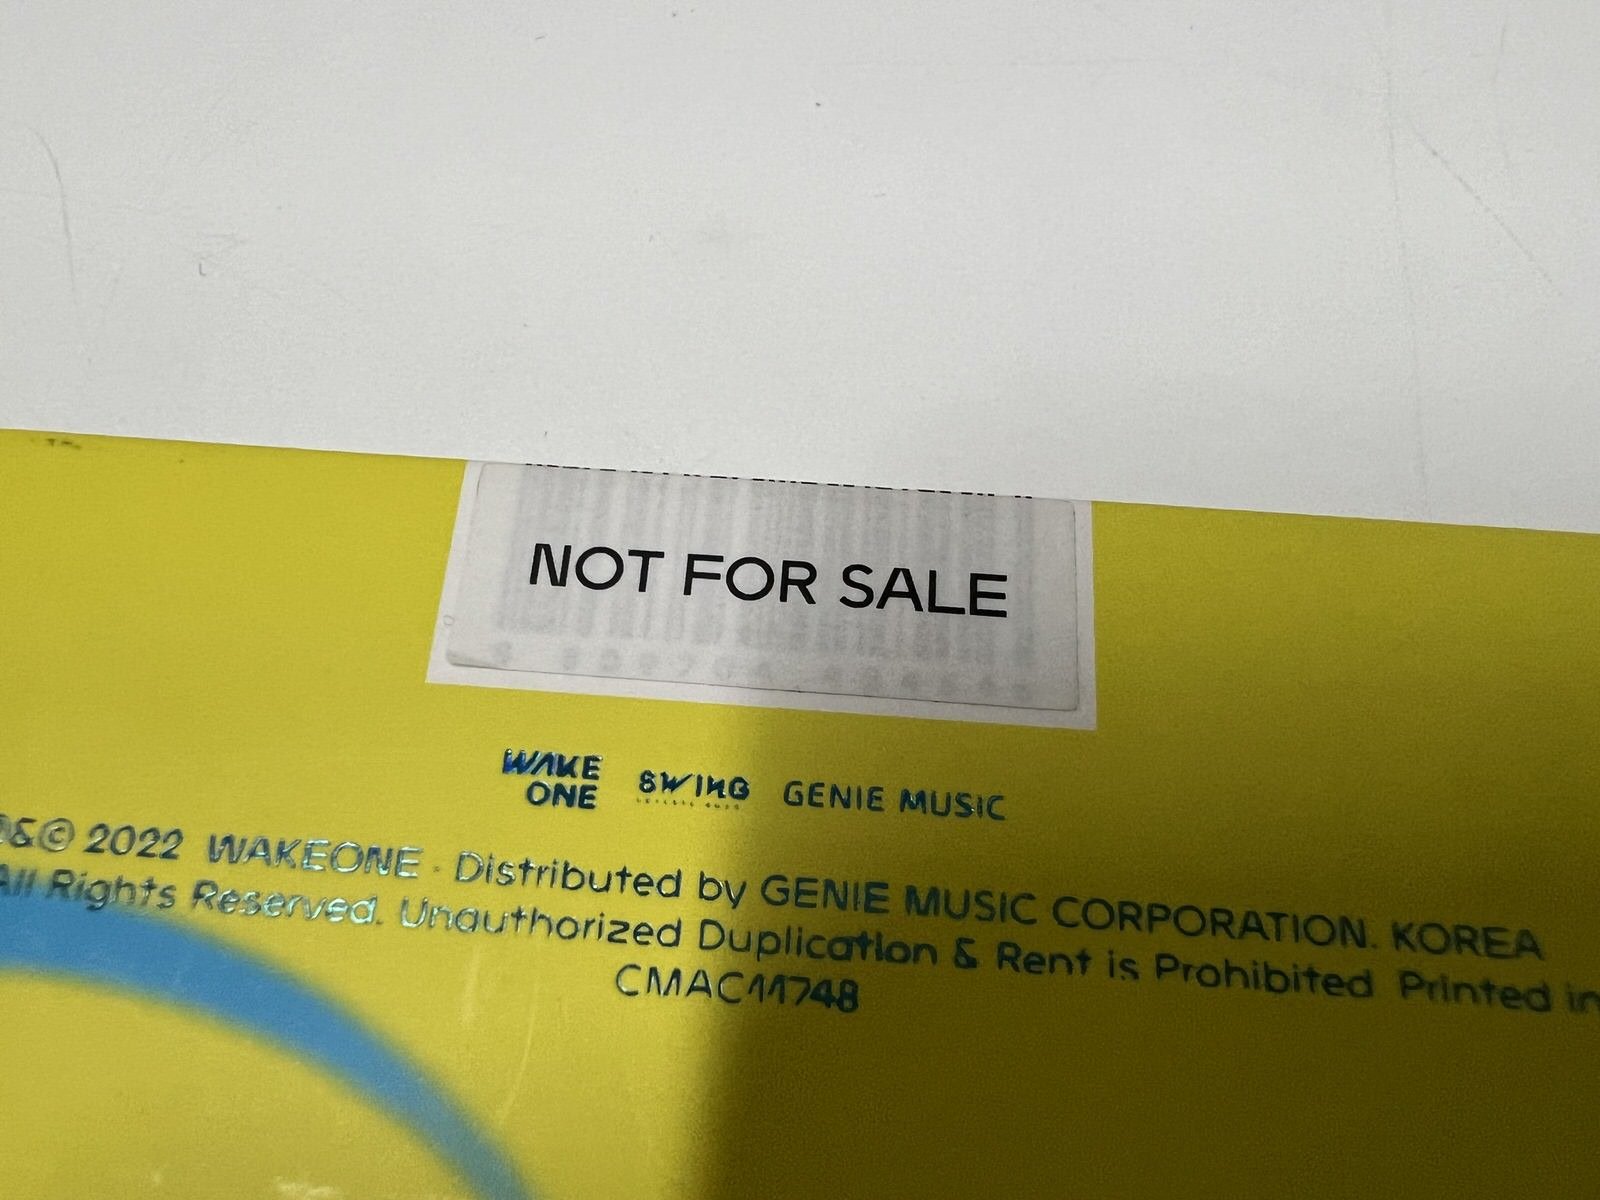 NOT FOR SALE
WAKE ONE SWING GENIE MUSIC
&© 2022 WAKEONE · Distributed by GENIE MUSIC CORPORATION. KOREA
All Rights Reserved. Unauthorized Duplication & Rent is Prohibited Printed in
CMAC11748